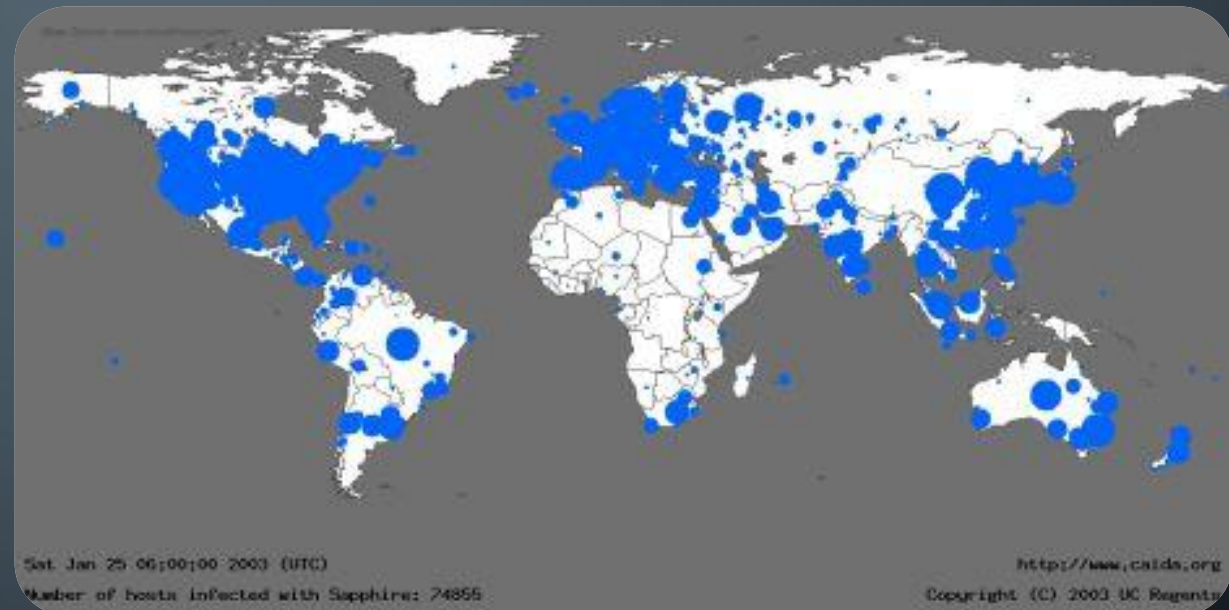 Sat Jan 25 06:00:00 2003 (UTC)
http://www.caida.org
Number of hosts infected with Sapphire: 74855
Copyright (C) 2003 UC Regents